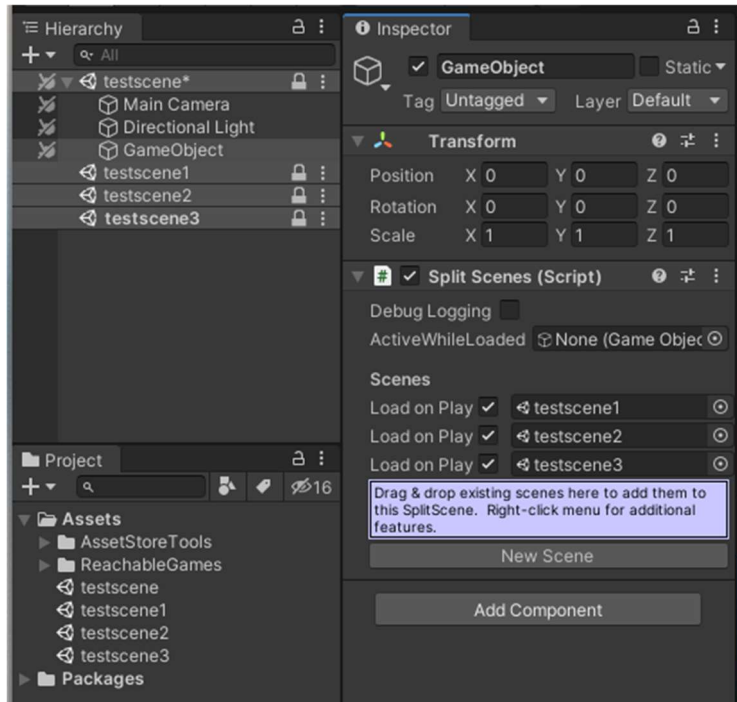 Hierarchy
All
testscene*
Main Camera
Directional Light
GameObject
testscene1
testscene2
testscene3
Project
16
Assets
AssetStoreTools
ReachableGames
testscene
testscene1
testscene2
testscene3
Packages
Inspector
GameObject Static
Tag Untagged Layer Default
Transform
Position X 0 Y 0 Z 0
Rotation X 0 Y 0 Z 0
Scale X 1 Y 1 Z 1
# Split Scenes (Script)
Debug Logging
ActiveWhileLoaded None (Game Objec
Scenes
Load on Play testscene1
Load on Play testscene2
Load on Play testscene3
Drag & drop existing scenes here to add them to
this SplitScene. Right-click menu for additional
features.
New Scene
Add Component